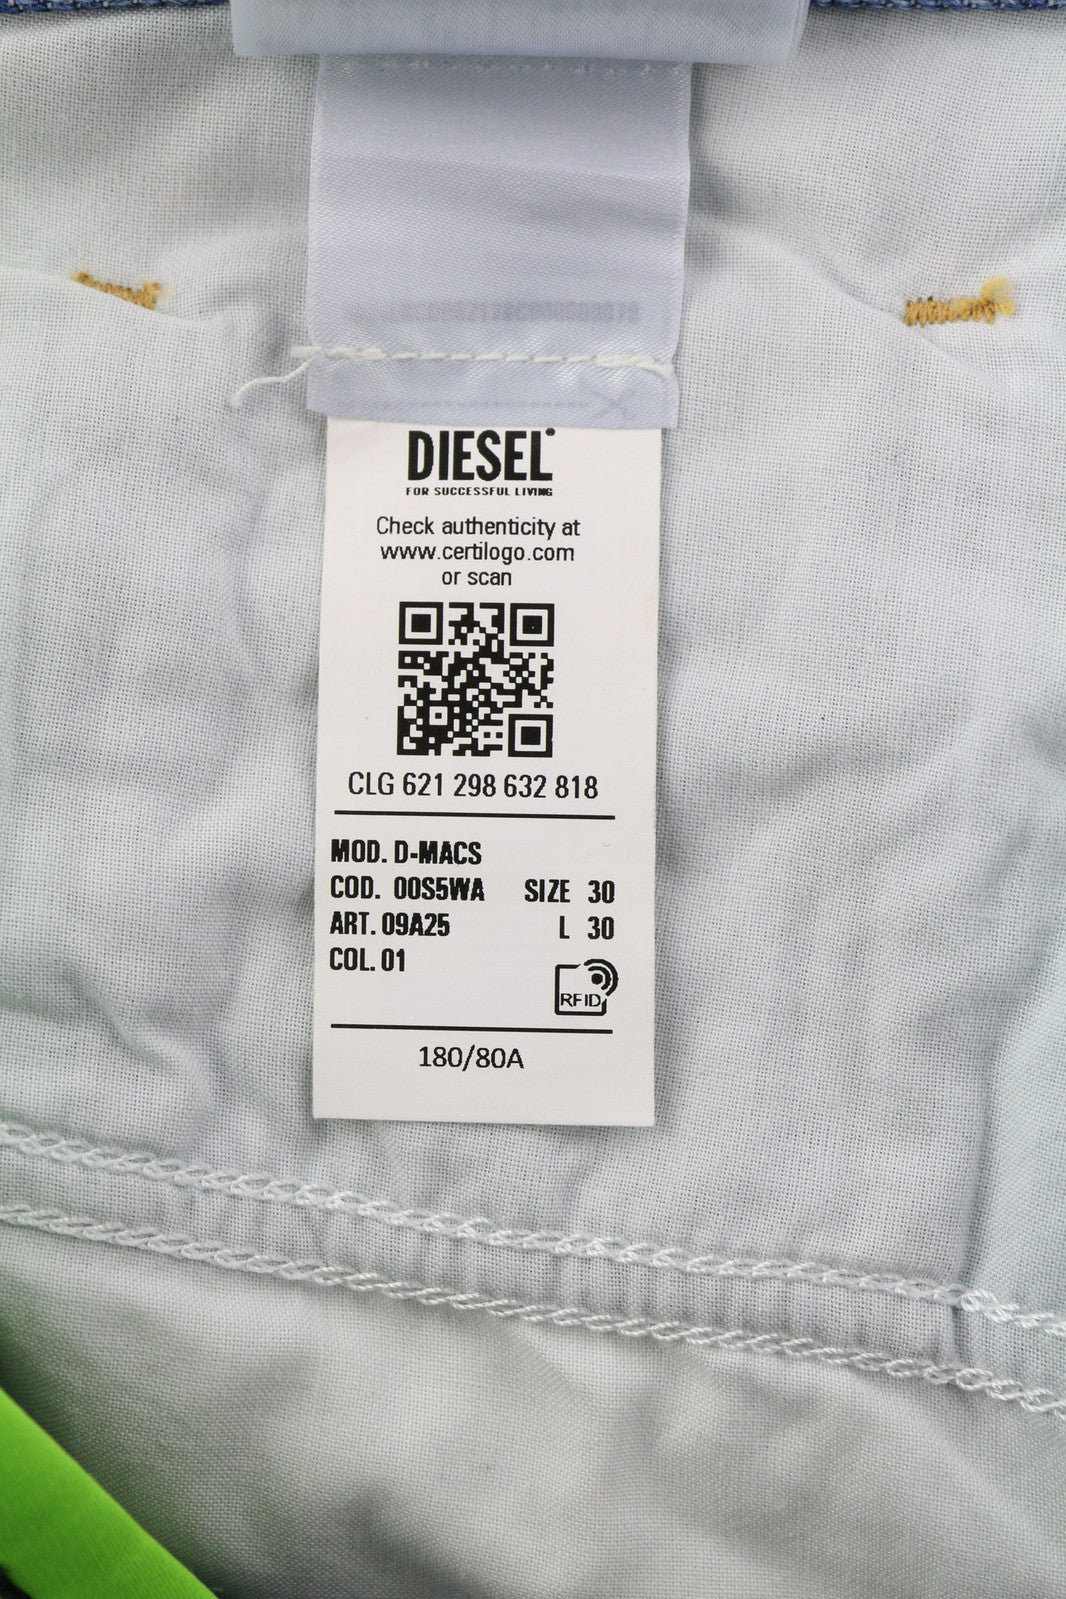 DIESEL®
FOR SUCCESSFUL LIVING
Check authenticity at
www.certilogo.com
or scan
CLG 621 298 632 818
MOD. D-MACS
COD. 00S5WA SIZE 30
ART. 09A25 L 30
COL. 01
RFID
180/80A